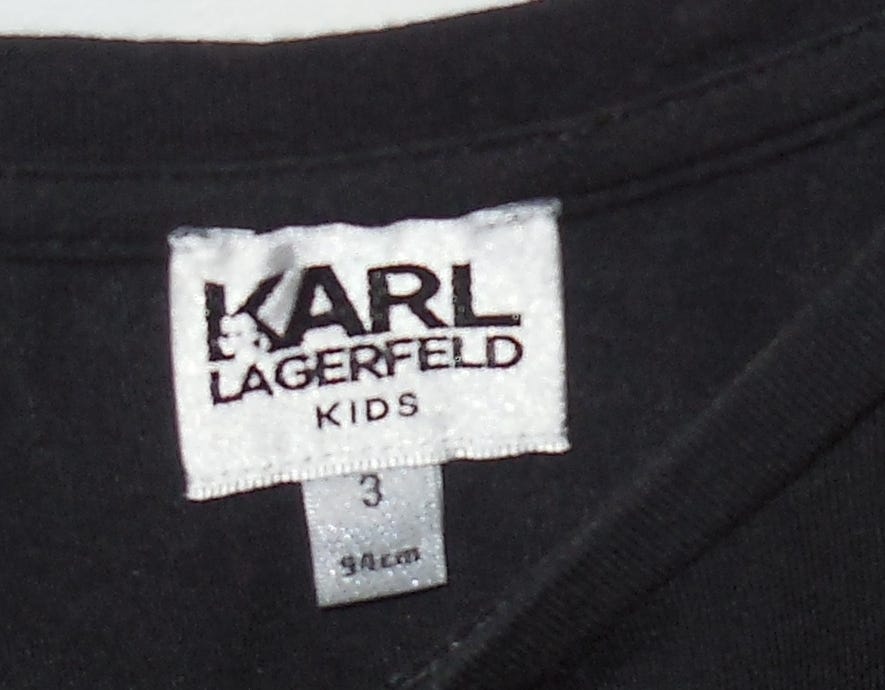 KARL
LAGERFELD
KIDS
3
94cm